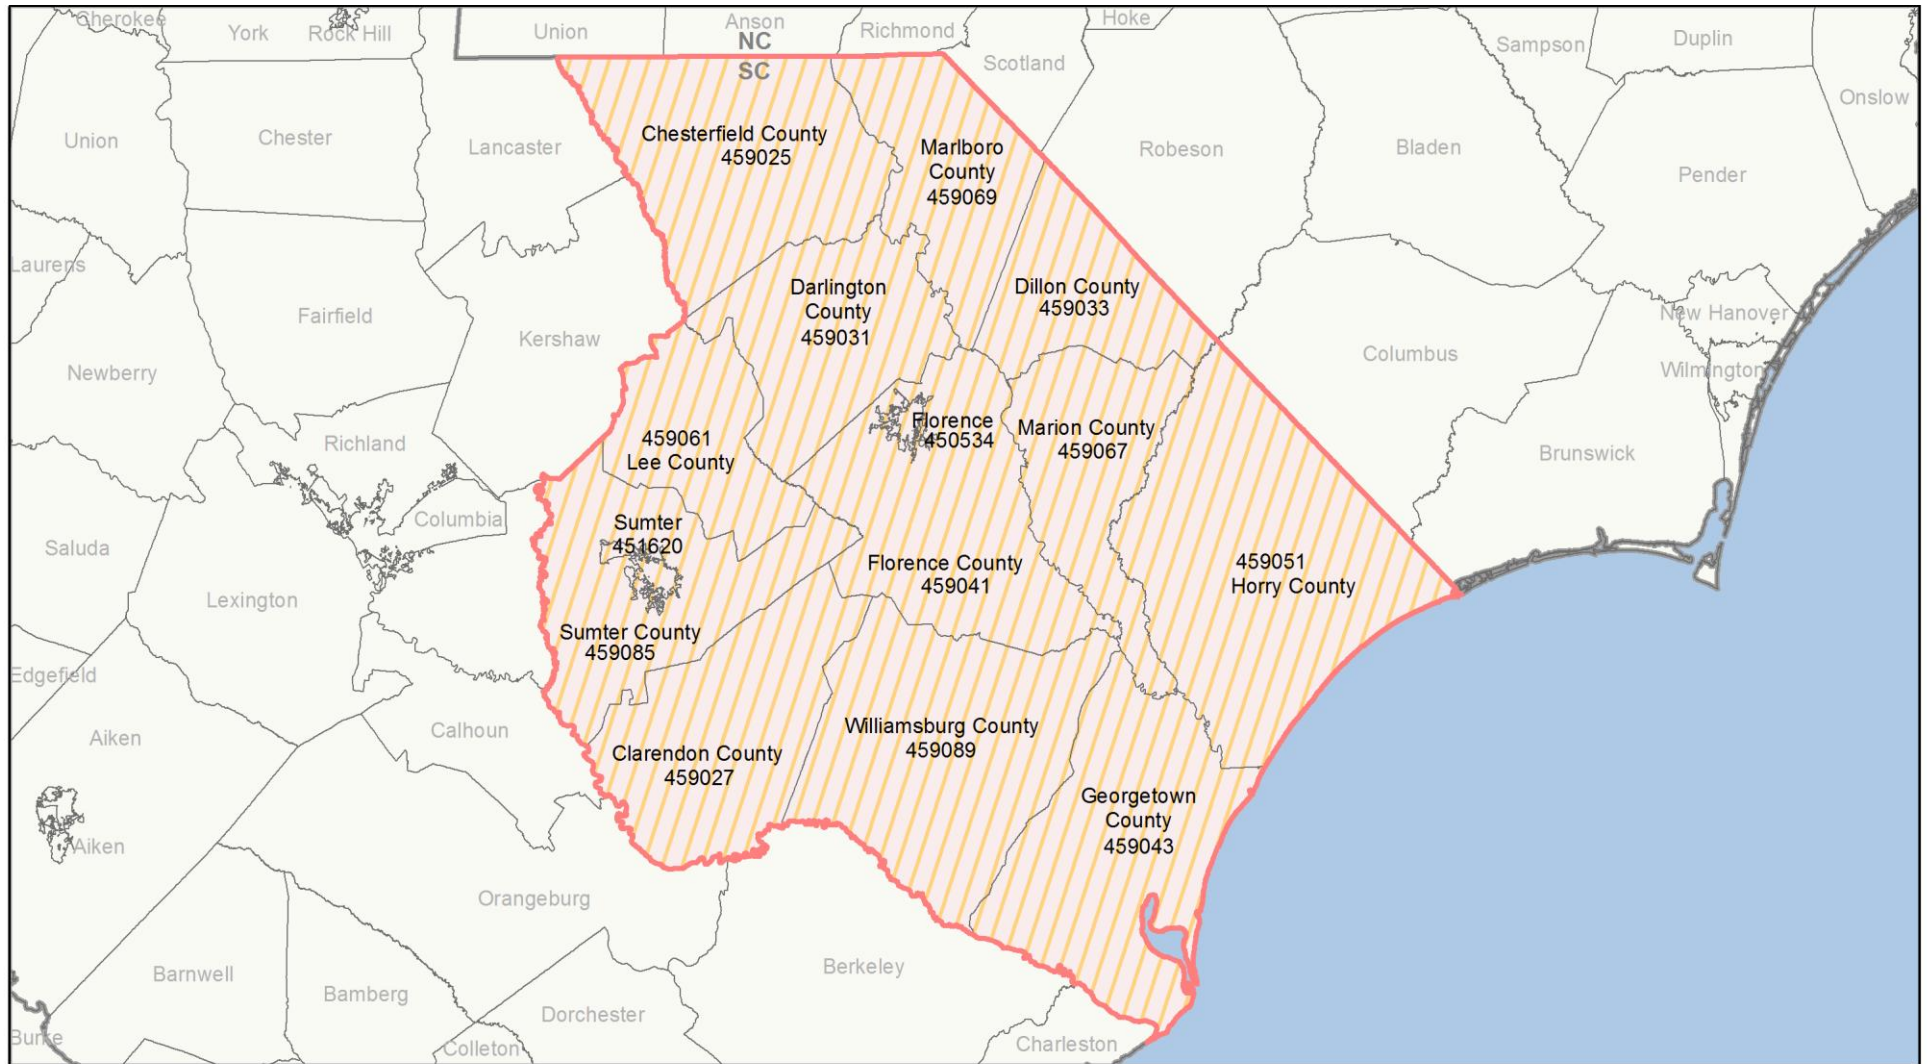 Cherokee
York
Rock Hill
Union
Anson
Richmond
Hoke
Sampson
Duplin
NC
SC
Scotland
Onslow
Union
Chester
Lancaster
Chesterfield County
459025
Marlboro
County
459069
Robeson
Bladen
Pender
Laurens
Fairfield
Kershaw
Darlington
County
459031
Dillon County
459033
Columbus
New Hanover
Wilmington
Newberry
Richland
459061
Lee County
Florence
450534
Marion County
459067
Brunswick
Columbia
Saluda
Sumter
451620
Florence County
459041
459051
Horry County
Lexington
Sumter County
459085
Edgefield
Aiken
Calhoun
Clarendon County
459027
Williamsburg County
459089
Georgetown
County
459043
Aiken
Orangeburg
Barnwell
Bamberg
Berkeley
Dorchester
Burke
Colleton
Charleston